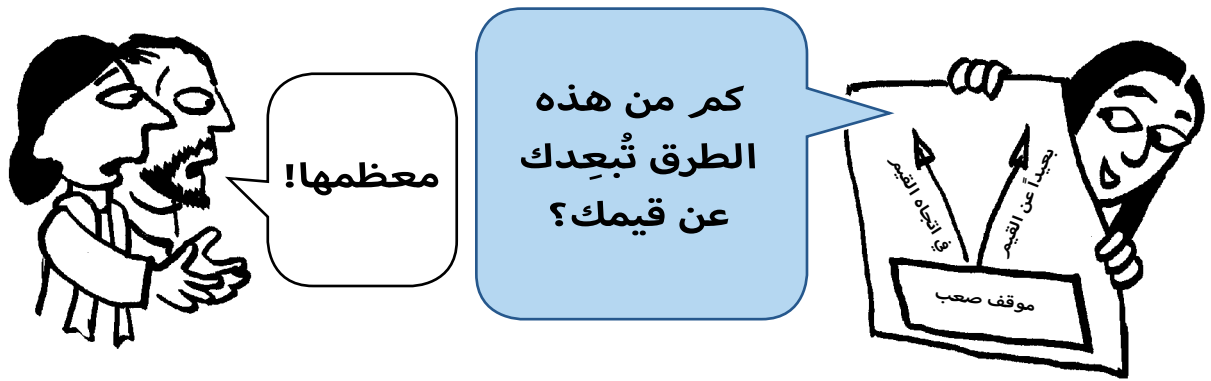 كم من هذه
الطرق تُبعِدك
عن قيمك؟
معظمها!
بعيداً عن القيم
في اتجاه القيم
موقف صعب